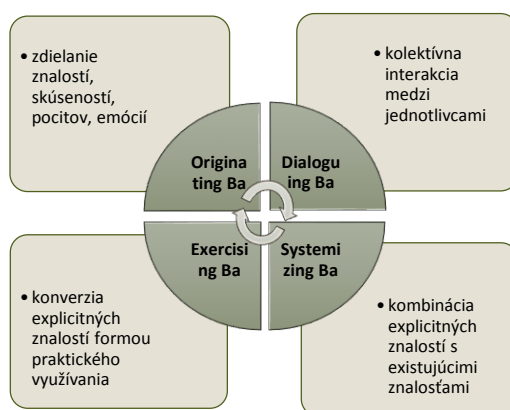 • zdielanie
znalostí,
skúseností,
pocitov, emócií
• kolektívna
interakcia
medzi
jednotlivcami
Origina
ting Ba
Dialogu
ing Ba
Exercisi
ng Ba
Systemi
zing Ba
• konverzia
explicitných
znalostí formou
praktického
využívania
• kombinácia
explicitných
znalostí s
existujúcimi
znalosťami